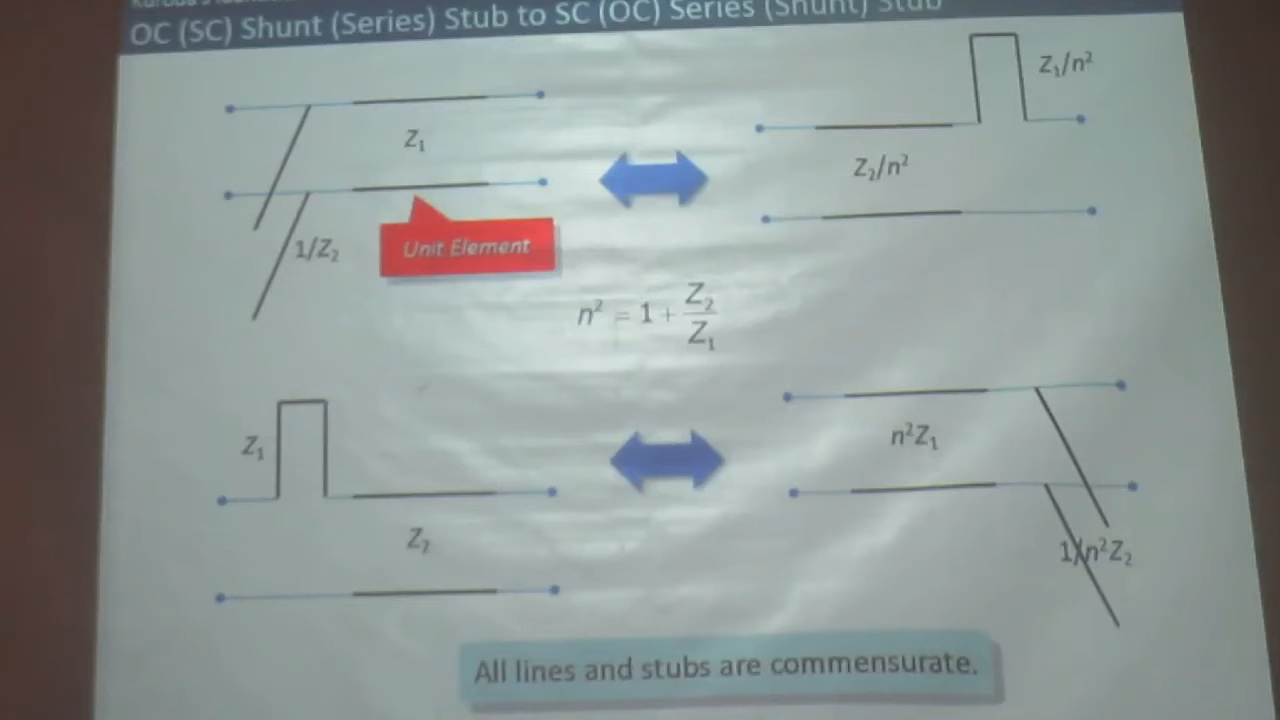 OC (SC) Shunt (Series) Stub to SC (OC) Series (Shunt) Stub
Z₁/n²
Z₁
Z₂/n²
1/Z₂
Unit Element
n² = 1 + Z₂/Z₁
Z₁
n²Z₁
Z₂
1/n²Z₂
All lines and stubs are commensurate.